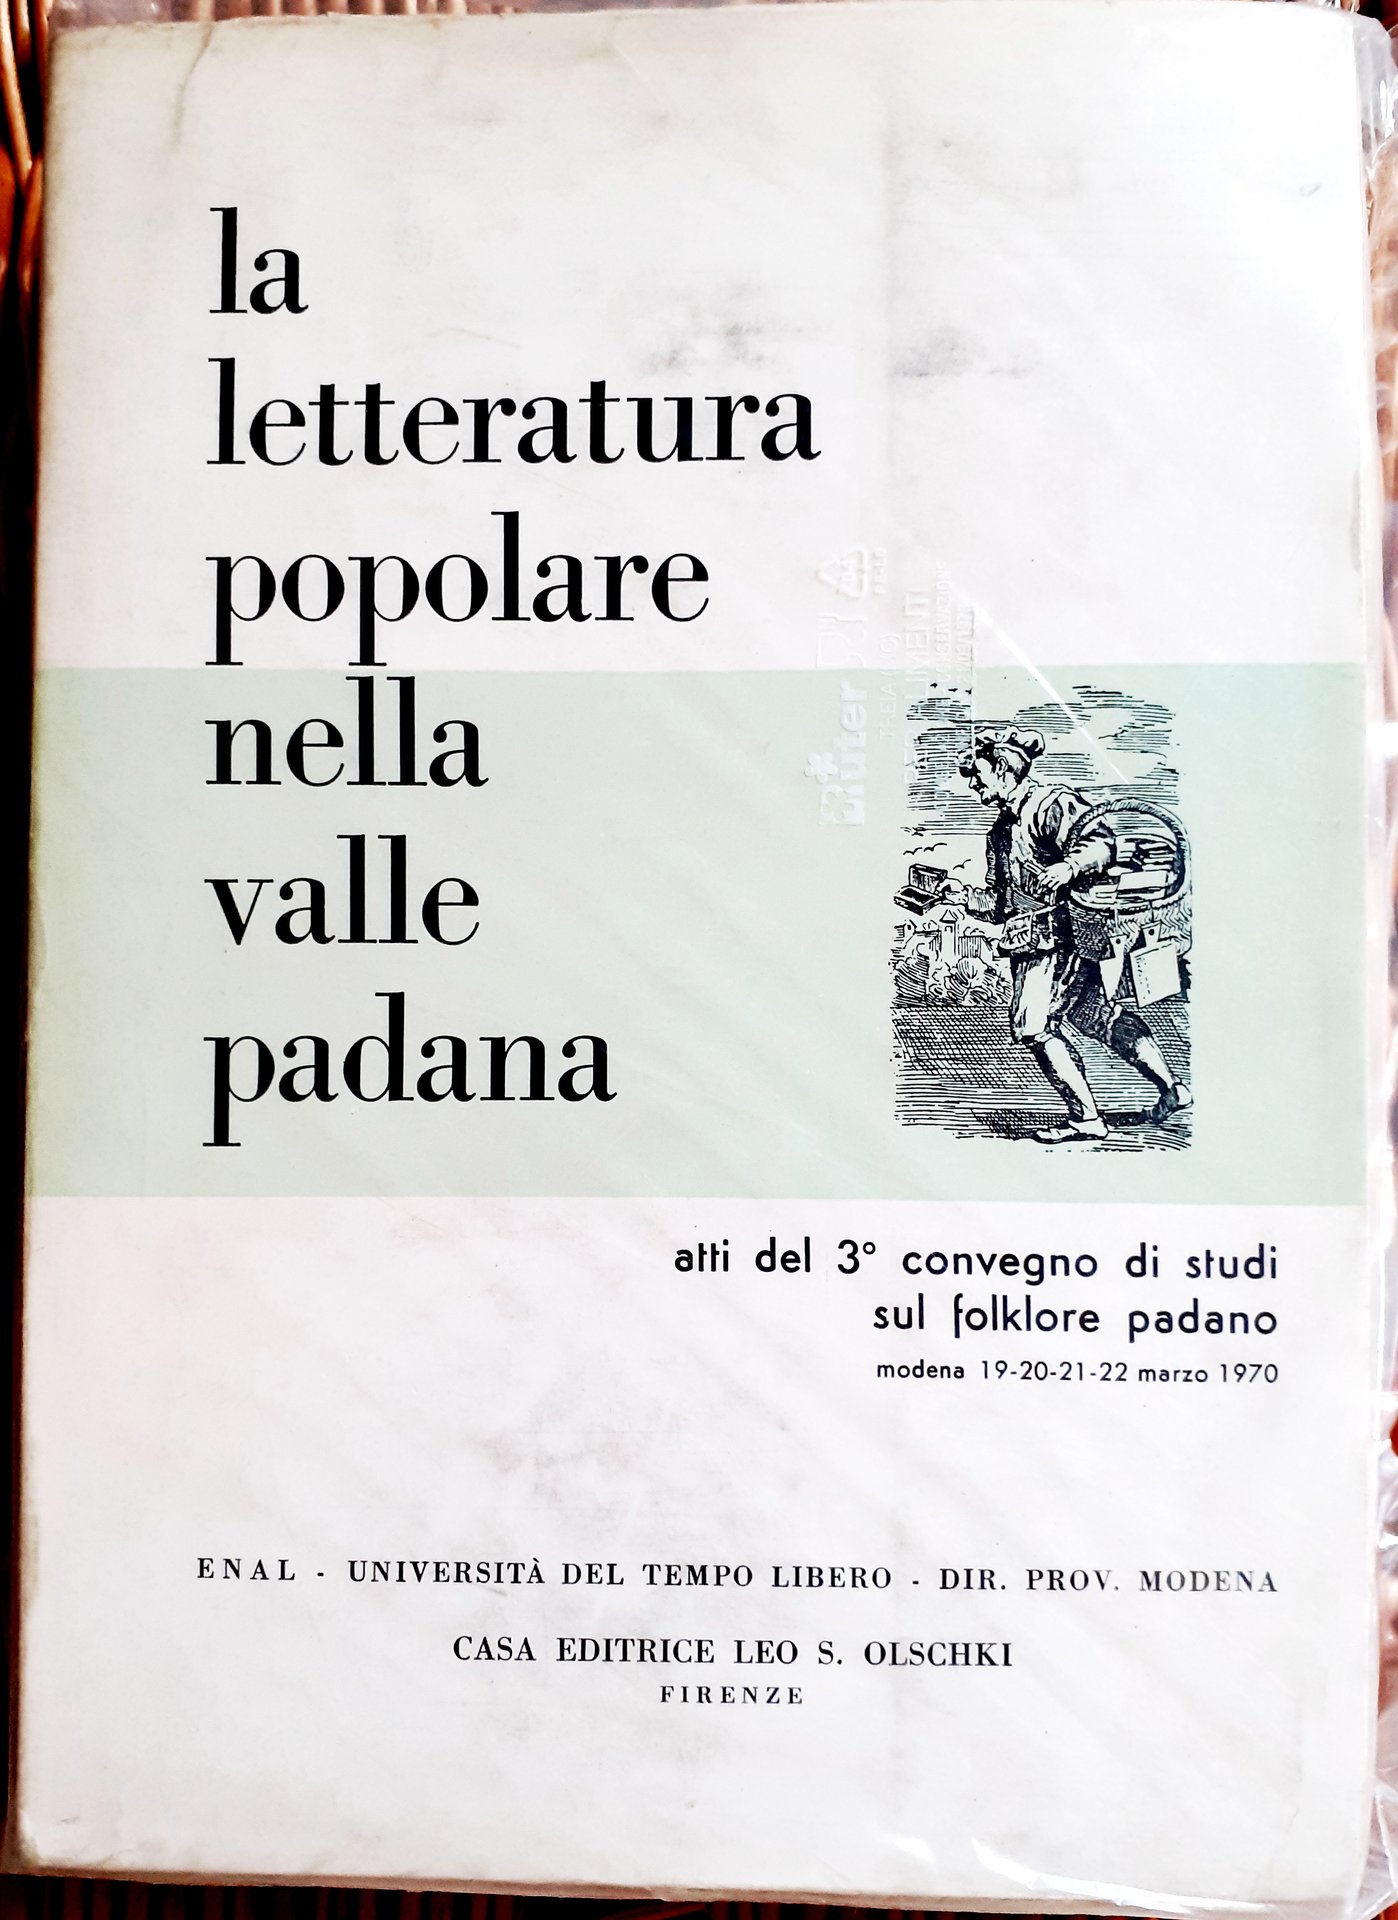 la
letteratura
popolare
nella
valle
padana
atti del 3° convegno di studi
sul folklore padano
modena 19-20-21-22 marzo 1970
ENAL - UNIVERSITÀ DEL TEMPO LIBERO - DIR. PROV. MODENA
CASA EDITRICE LEO S. OLSCHKI
FIRENZE